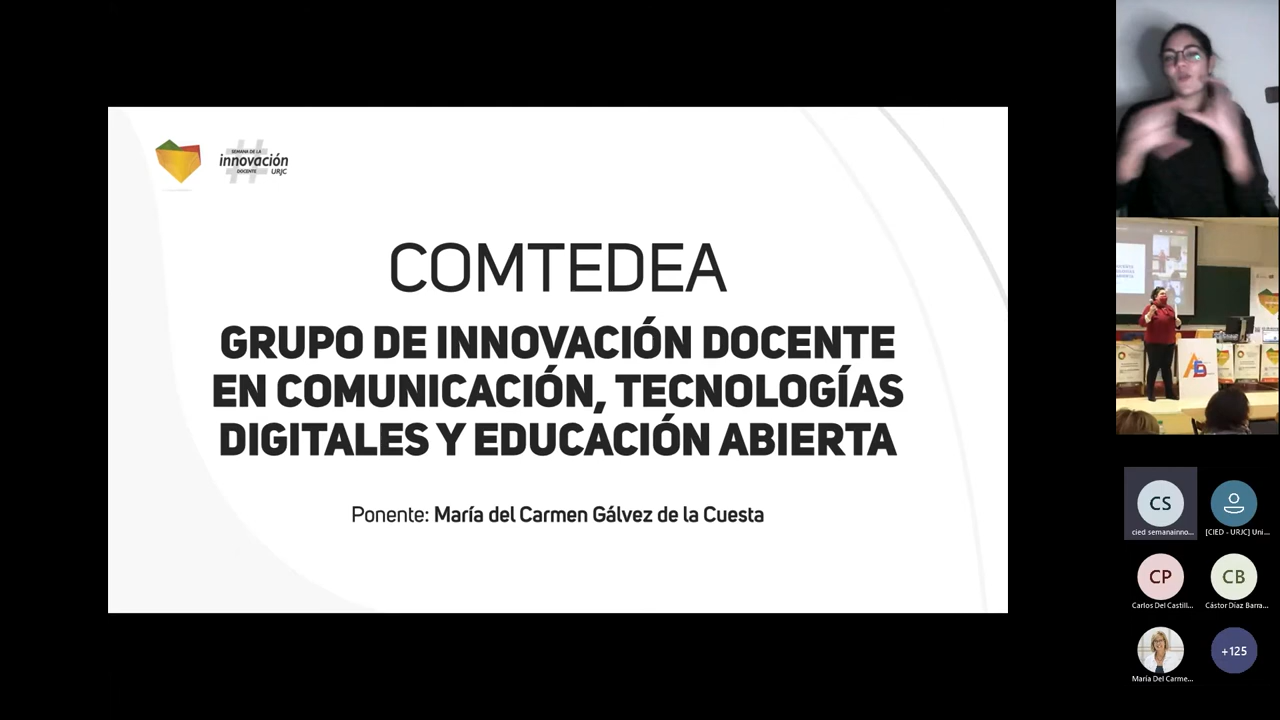 SEMANA DE LA
innovación
DOCENTE
URJC
COMTEDEA
GRUPO DE INNOVACIÓN DOCENTE
EN COMUNICACIÓN, TECNOLOGÍAS
DIGITALES Y EDUCACIÓN ABIERTA
Ponente: María del Carmen Gálvez de la Cuesta
CS
cied semanainno...
[CIED - URJC] Uni...
CP
CB
Carlos Del Castill...
Cástor Díaz Barra...
+125
María Del Carme...